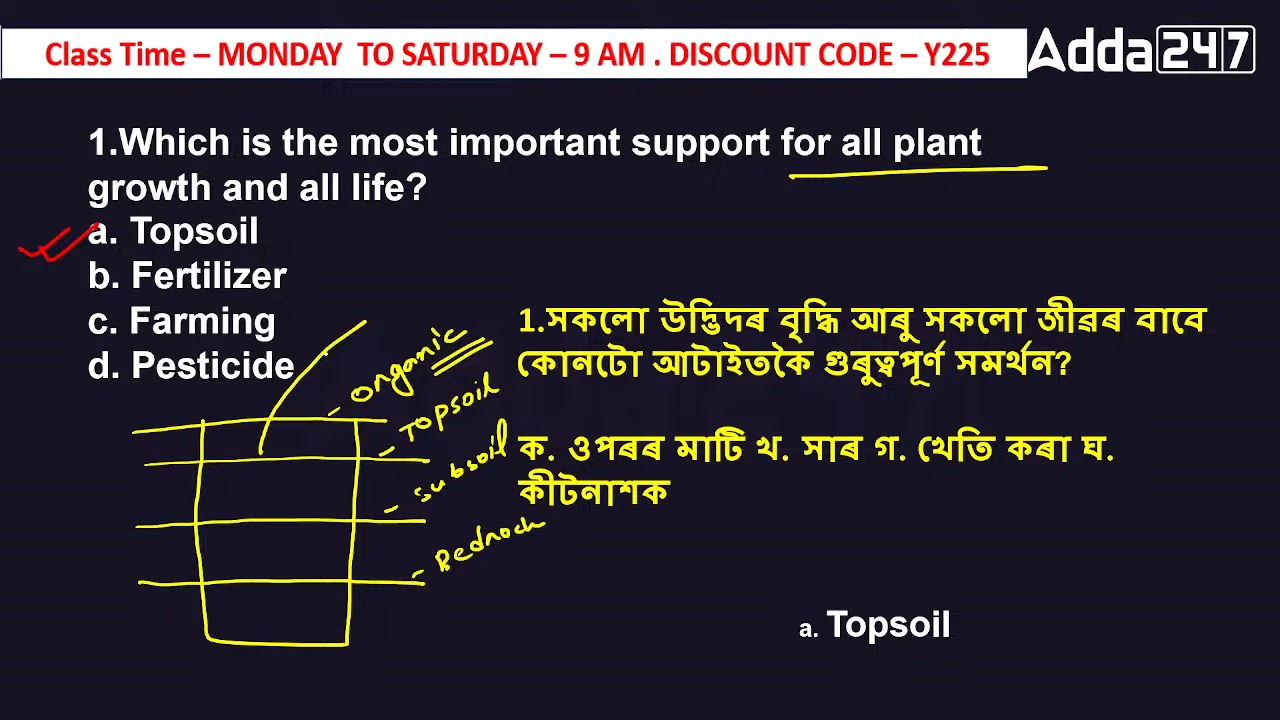 Class Time – MONDAY TO SATURDAY – 9 AM . DISCOUNT CODE – Y225
Adda247
1.Which is the most important support for all plant
growth and all life?
a. Topsoil
b. Fertilizer
c. Farming
d. Pesticide
1.সকলো উদ্ভিদৰ বৃদ্ধি আৰু সকলো জীৱৰ বাবে
কোনটো আটাইতকৈ গুৰুত্বপূৰ্ণ সমৰ্থন?
ক. ওপৰৰ মাটি খ. সাৰ গ. খেতি কৰা ঘ.
কীটনাশক
- organic
- Topsoil
- subsoil
- Bedrock
a. Topsoil